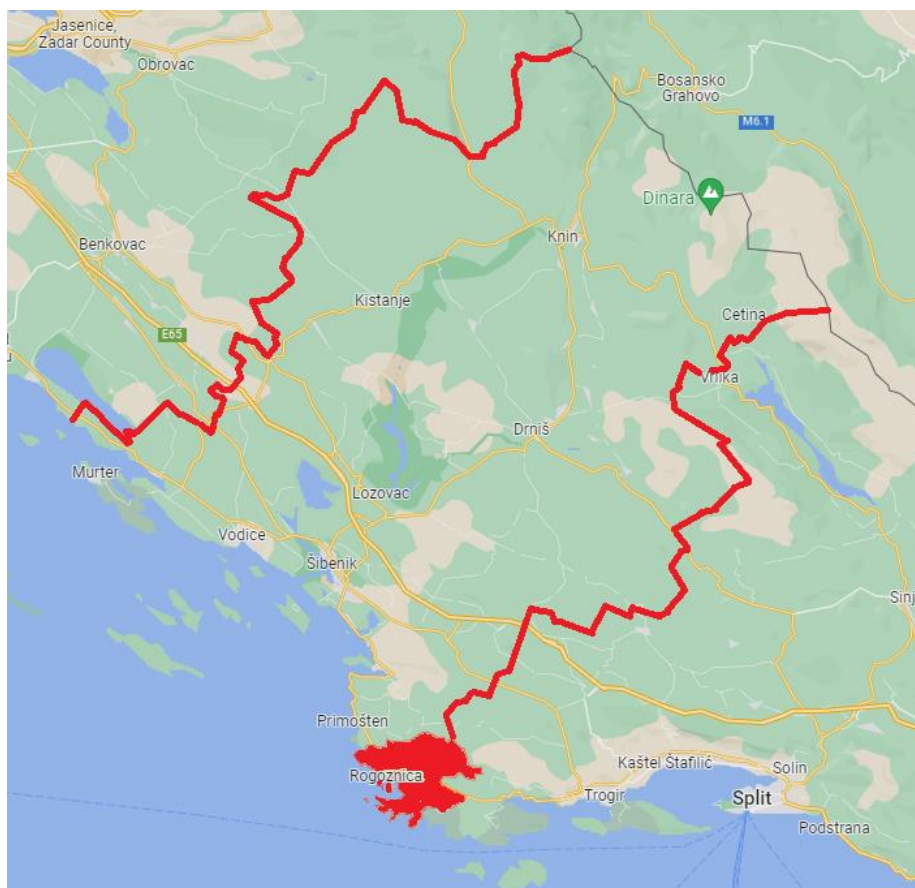 Jasenice,
Zadar County
Obrovac
Bosansko
Grahovo
M6.1
Dinara
Benkovac
Knin
Kistanje
Cetina
E65
u
Vrlika
Drniš
Murter
Lozovac
Vodice
Šibenik
Sinj
Primošten
Rogoznica
Kaštel Štafilić
Solin
Trogir
Split
Podstrana